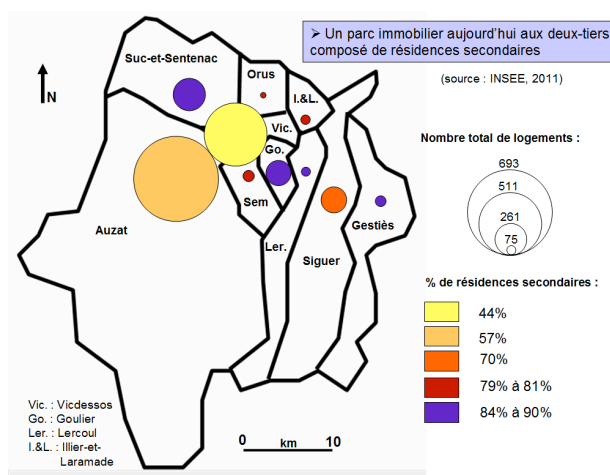 ➢ Un parc immobilier aujourd'hui aux deux-tiers
composé de résidences secondaires
(source : INSEE, 2011)
N
Suc-et-Sentenac
Orus
I.&L.
Vic.
Go.
Sem
Auzat
Ler.
Siguer
Gestiès
Nombre total de logements :
693
511
261
75
% de résidences secondaires :
44%
57%
70%
79% à 81%
84% à 90%
Vic. : Vicdessos
Go. : Goulier
Ler. : Lercoul
I.&L. : Illier-et-
Laramade
0 km 10